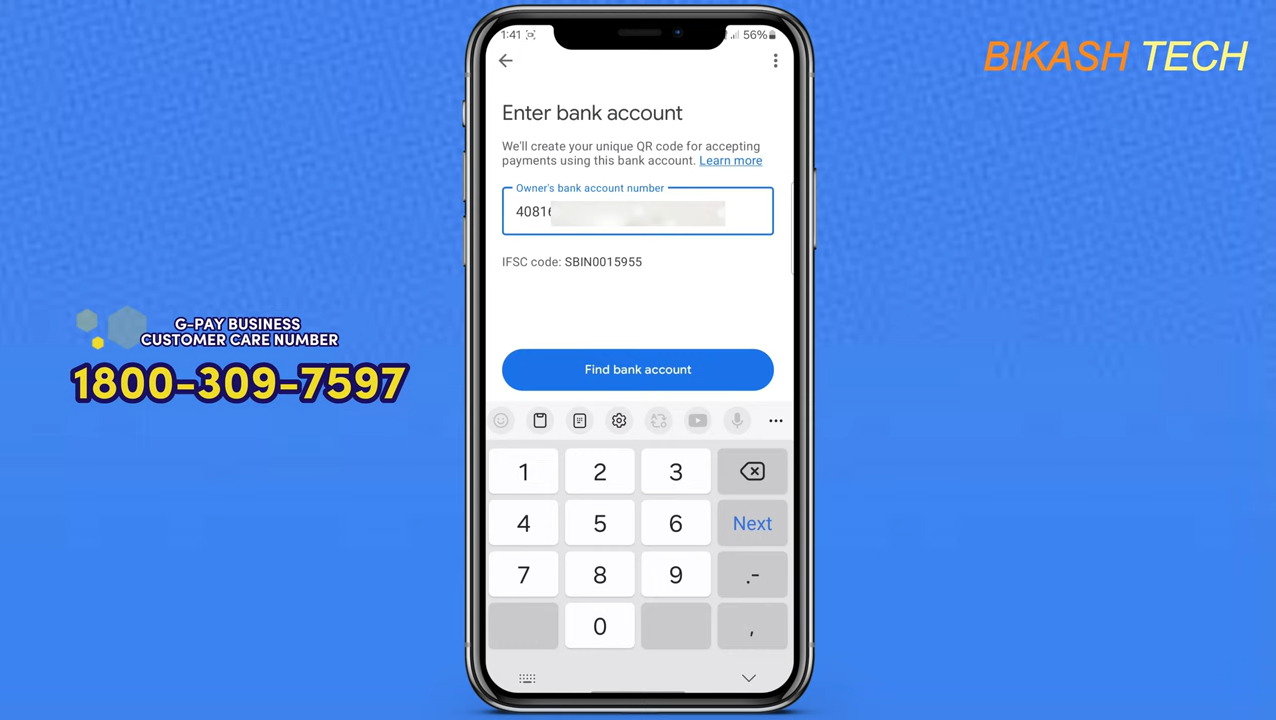 BIKASH TECH
1:41
56%
Enter bank account
We'll create your unique QR code for accepting
payments using this bank account. Learn more
Owner's bank account number
40816
IFSC code: SBIN0015955
Find bank account
G-PAY BUSINESS
CUSTOMER CARE NUMBER
1800-309-7597
1 2 3
4 5 6 Next
7 8 9 .-
0 ,